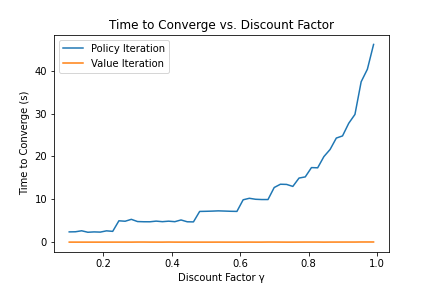 Time to Converge vs. Discount Factor
Policy Iteration
Value Iteration
Time to Converge (s)
40
30
20
10
0
0.2 0.4 0.6 0.8 1.0
Discount Factor γ